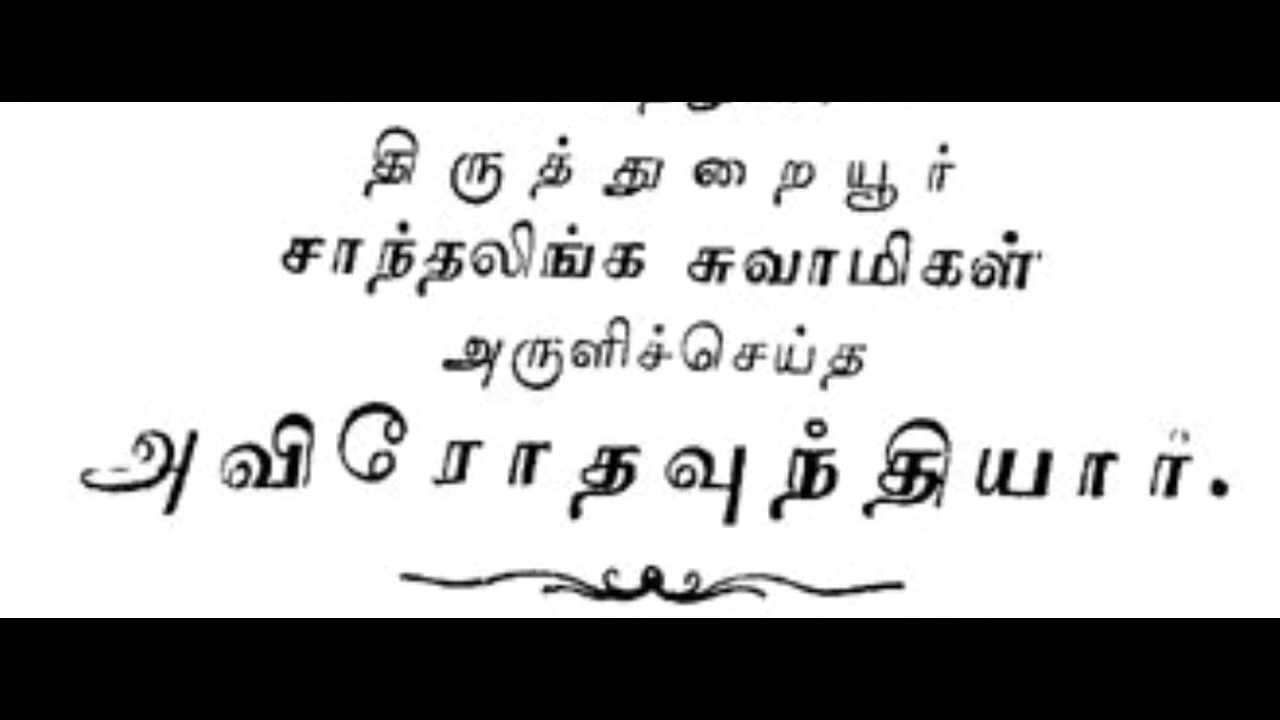 திருத்துறையூர்
சாந்தலிங்க சுவாமிகள்
அருளிச்செய்த
அவிரோதவுந்தியார்.